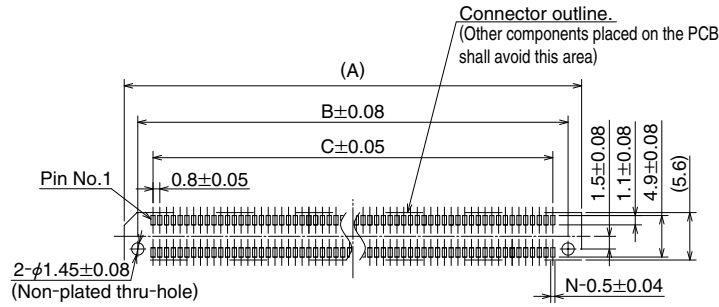 Connector outline.
(Other components placed on the PCB
shall avoid this area)
(A)
B±0.08
C±0.05
Pin No.1
0.8±0.05
1.5±0.08
1.1±0.08
4.9±0.08
(5.6)
2-ϕ1.45±0.08
(Non-plated thru-hole)
N-0.5±0.04